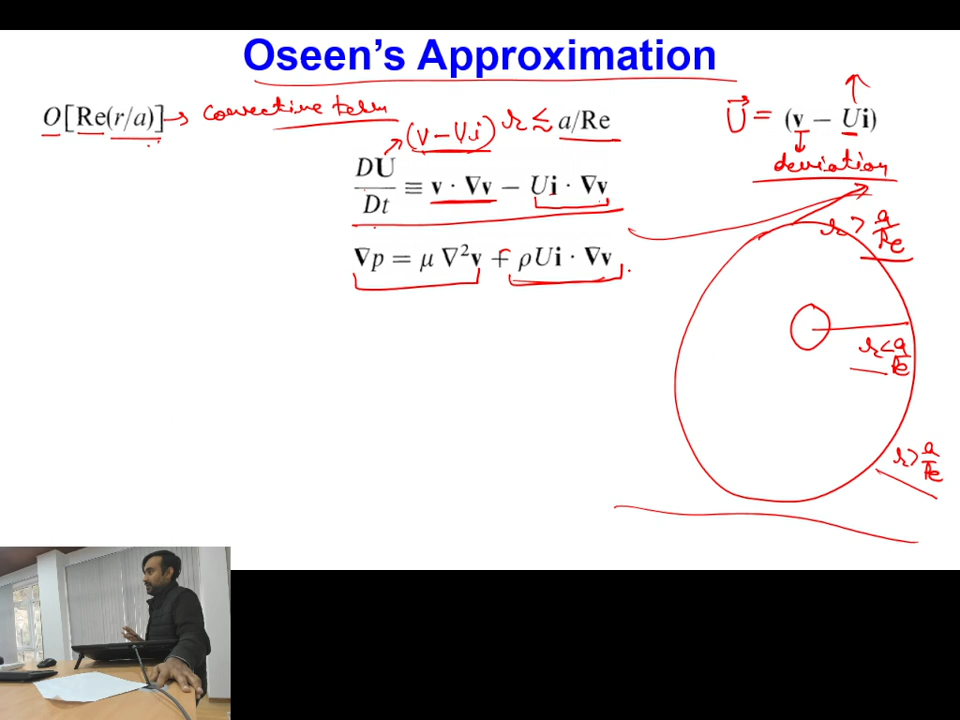 Oseen's Approximation
O[Re(r/a)] → convective term
(v – Ui) r ≲ a/Re
U⃗ = (v – Ui)
deviation
DU/Dt ≡ v · ∇v – Ui · ∇v
r > a/Re
∇p = μ ∇²v + ρUi · ∇v
r < a/Re
r > a/Re